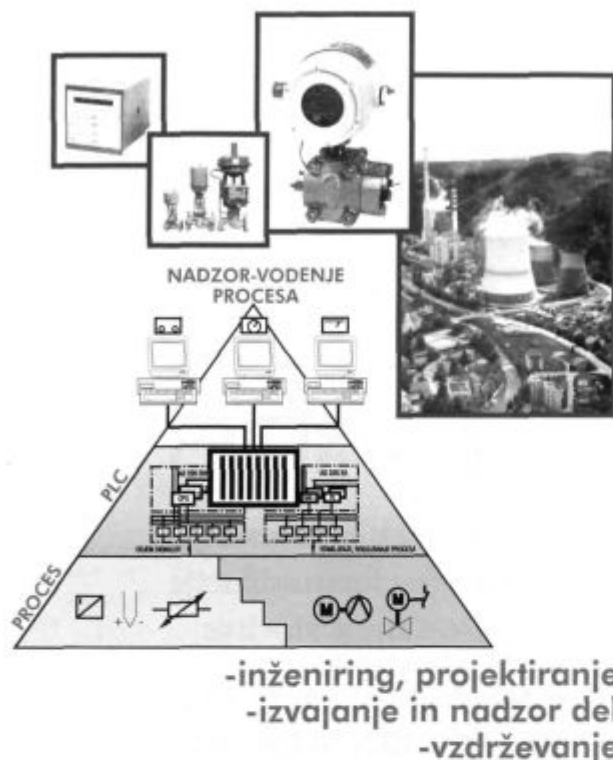 NADZOR-VODENJE
PROCESA
PLC
PROCES
M
M
+ -
-inženiring, projektiranje
-izvajanje in nadzor del
-vzdrževanje